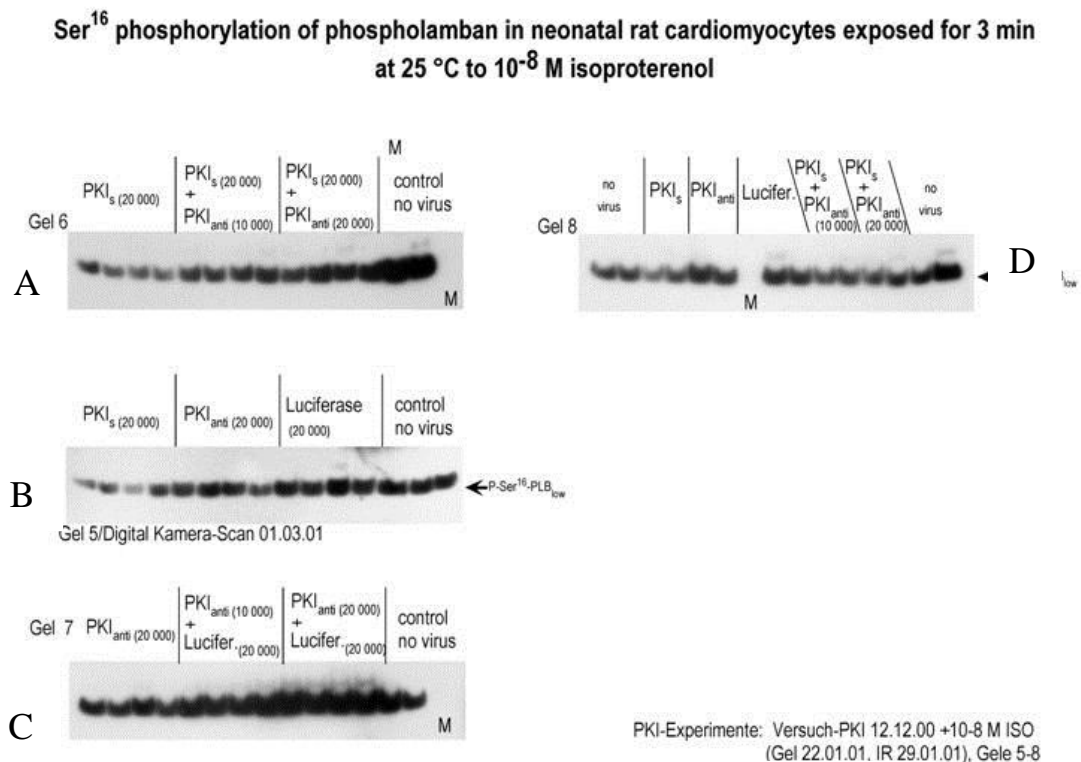 Ser16 phosphorylation of phospholamban in neonatal rat cardiomyocytes exposed for 3 min
at 25 °C to 10-8 M isoproterenol
Gel 6
PKIs (20 000)
PKIs (20 000)
+
PKIanti (10 000)
PKIs (20 000)
+
PKIanti (20 000)
M
control
no virus
A
M
Gel 8
no
virus
PKIs
PKIanti
Lucifer.
PKIs
+
PKIanti
(10 000)
PKIs
+
PKIanti
(20 000)
no
virus
M
D
low
PKIs (20 000)
PKIanti (20 000)
Luciferase
(20 000)
control
no virus
B
P-Ser16-PLBlow
Gel 5/Digital Kamera-Scan 01.03.01
Gel 7
PKIanti (20 000)
PKIanti (10 000)
+
Lucifer.(20 000)
PKIanti (20 000)
+
Lucifer.(20 000)
control
no virus
C
M
PKI-Experimente: Versuch-PKI 12.12.00 +10-8 M ISO
(Gel 22.01.01, IR 29.01.01), Gele 5-8